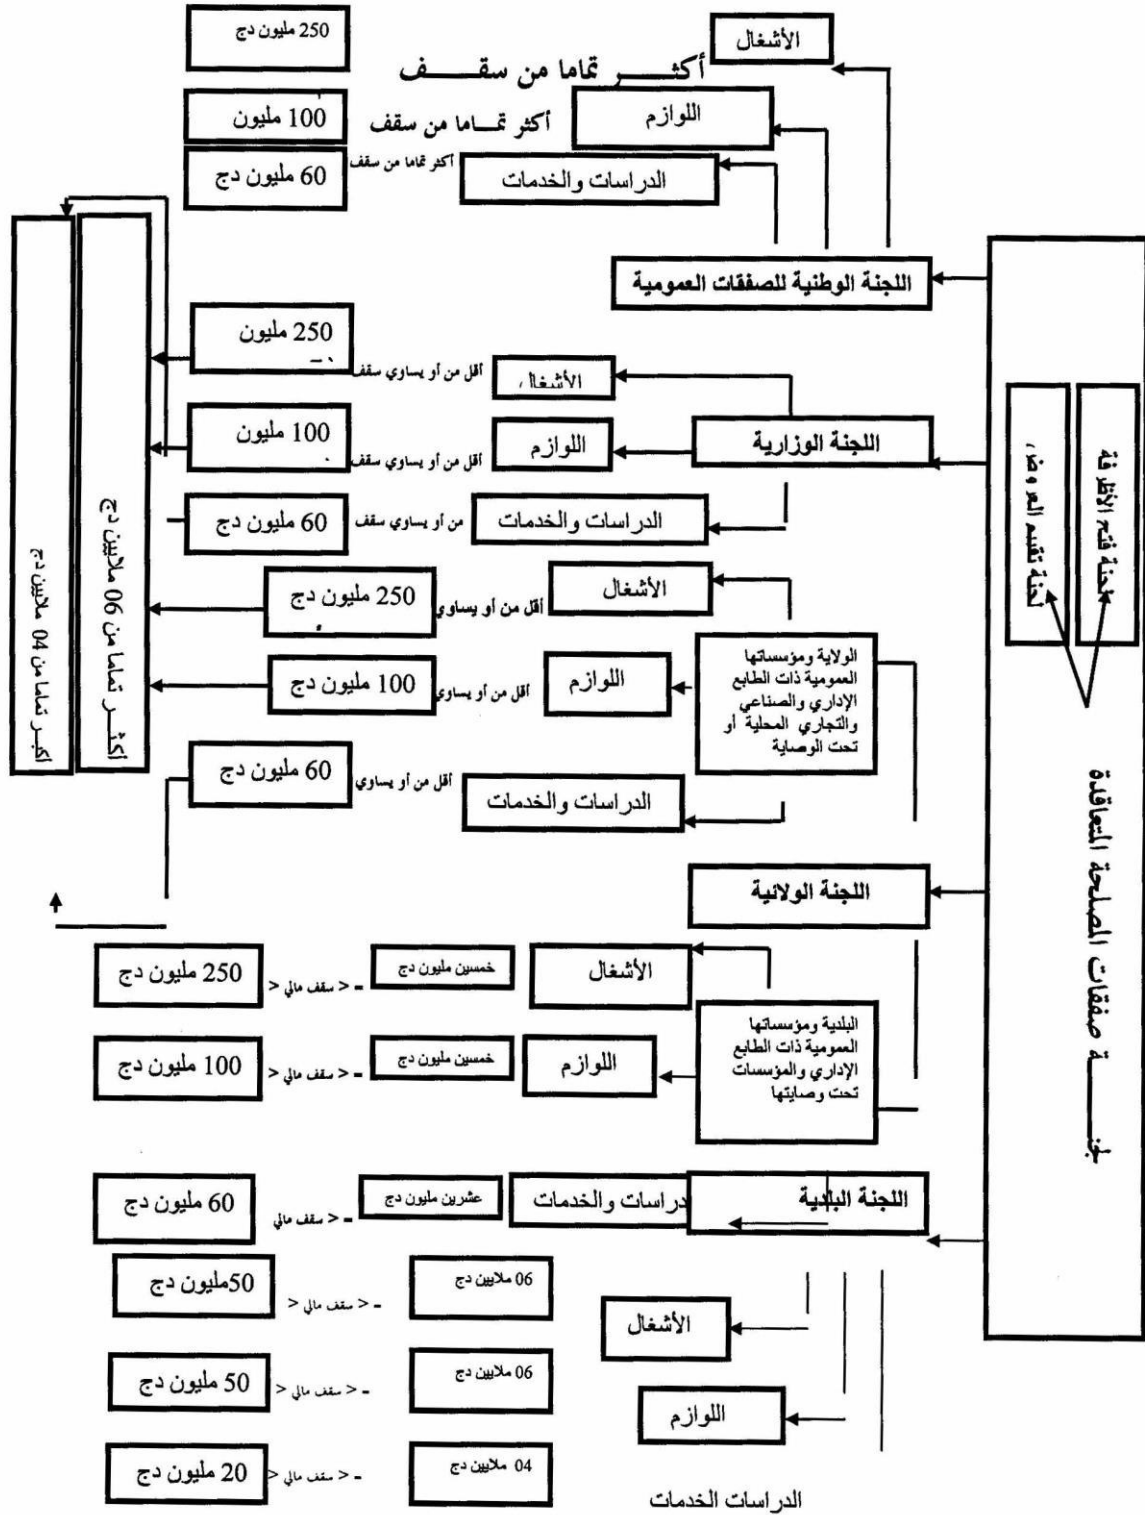 250 مليون دج
الأشغال
أكثـــر تماما من سقـــف
100 مليون
أكثر تمـاما من سقف
اللوازم
60 مليون دج
أكثر تماما من سقف
الدراسات والخدمات
اللجنة الوطنية للصفقات العمومية
250 مليون
أقل من أو يساوي سقف
الأشغال
اللجنة الوزارية
100 مليون
أقل من أو يساوي سقف
اللوازم
60 مليون دج
من أو يساوي سقف
الدراسات والخدمات
أكثـر تماما من 06 ملايين دج
أكبـر تماما من 04 ملايين دج
لجنة فتح الأظرفة
لجنة تقييم العروض
لجنـــــة صفقات المصلحة المتعاقدة
250 مليون دج
أقل من أو يساوي
الأشغال
الولاية ومؤسساتها
العمومية ذات الطابع
الإداري والصناعي
والتجاري المحلية أو
تحت الوصاية
100 مليون دج
أقل من أو يساوي
اللوازم
60 مليون دج
أقل من أو يساوي
الدراسات والخدمات
اللجنة الولائية
الأشغال
خمسين مليون دج
- < سقف مالي <
250 مليون دج
البلدية ومؤسساتها
العمومية ذات الطابع
الإداري والمؤسسات
تحت وصايتها
اللوازم
خمسين مليون دج
- < سقف مالي <
100 مليون دج
اللجنة البلدية
دراسات والخدمات
عشرين مليون دج
- < سقف مالي
60 مليون دج
06 ملايين دج
- < سقف مالي <
50مليون دج
الأشغال
06 ملايين دج
- < سقف مالي <
50 مليون دج
اللوازم
04 ملايين دج
- < سقف مالي <
20 مليون دج
الدراسات الخدمات